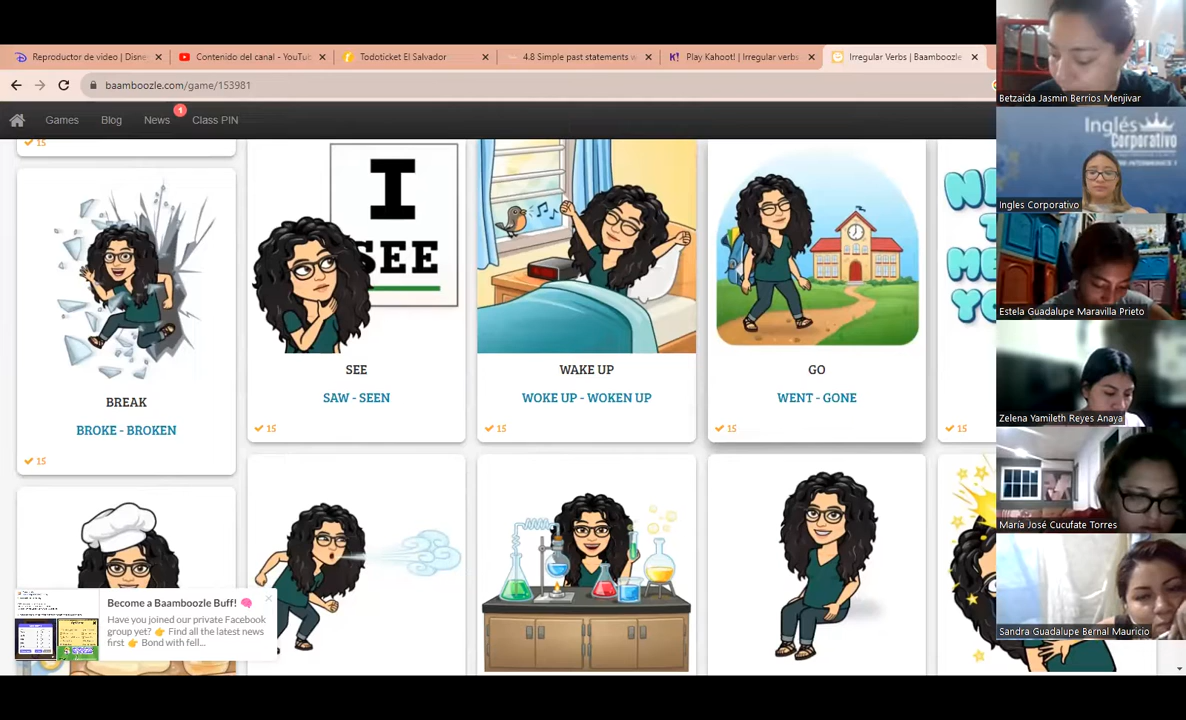 Reproductor de video | Disne
Contenido del canal - YouTub
Todoticket El Salvador
4.8 Simple past statements w
Play Kahoot! | Irregular verbs
Irregular Verbs | Baamboozle
baamboozle.com/game/153981
Games
Blog
News
1
Class PIN
15
I
SEE
BREAK
BROKE - BROKEN
15
SEE
SAW - SEEN
15
WAKE UP
WOKE UP - WOKEN UP
15
GO
WENT - GONE
15
15
YO
Become a Baamboozle Buff!
Have you joined our private Facebook
group yet? 👉 Find all the latest news
first 👉 Bond with fell...
Betzaida Jasmin Berrios Menjivar
Inglés
Corporativo
Ingles Corporativo
Estela Guadalupe Maravilla Prieto
Zelena Yamileth Reyes Anaya
María José Cucufate Torres
Sandra Guadalupe Bernal Mauricio